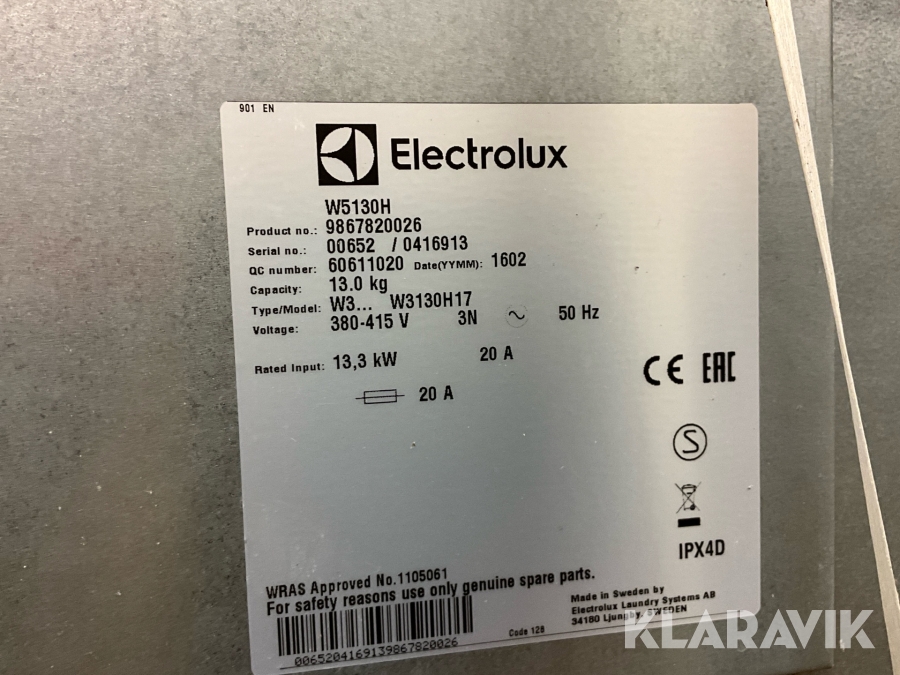 901 EN
Electrolux
W5130H
Product no.: 9867820026
Serial no.: 00652 / 0416913
QC number: 60611020 Date(YYMM): 1602
Capacity: 13.0 kg
Type/Model: W3... W3130H17
Voltage: 380-415 V 3N ~ 50 Hz
Rated Input: 13,3 kW 20 A
20 A
CE EAC
S
IPX4D
WRAS Approved No.1105061
For safety reasons use only genuine spare parts.
Made in Sweden by
Electrolux Laundry Systems AB
34180 Ljungby, SWEDEN
Code 128
0065204169139867820026
KLARAVIK